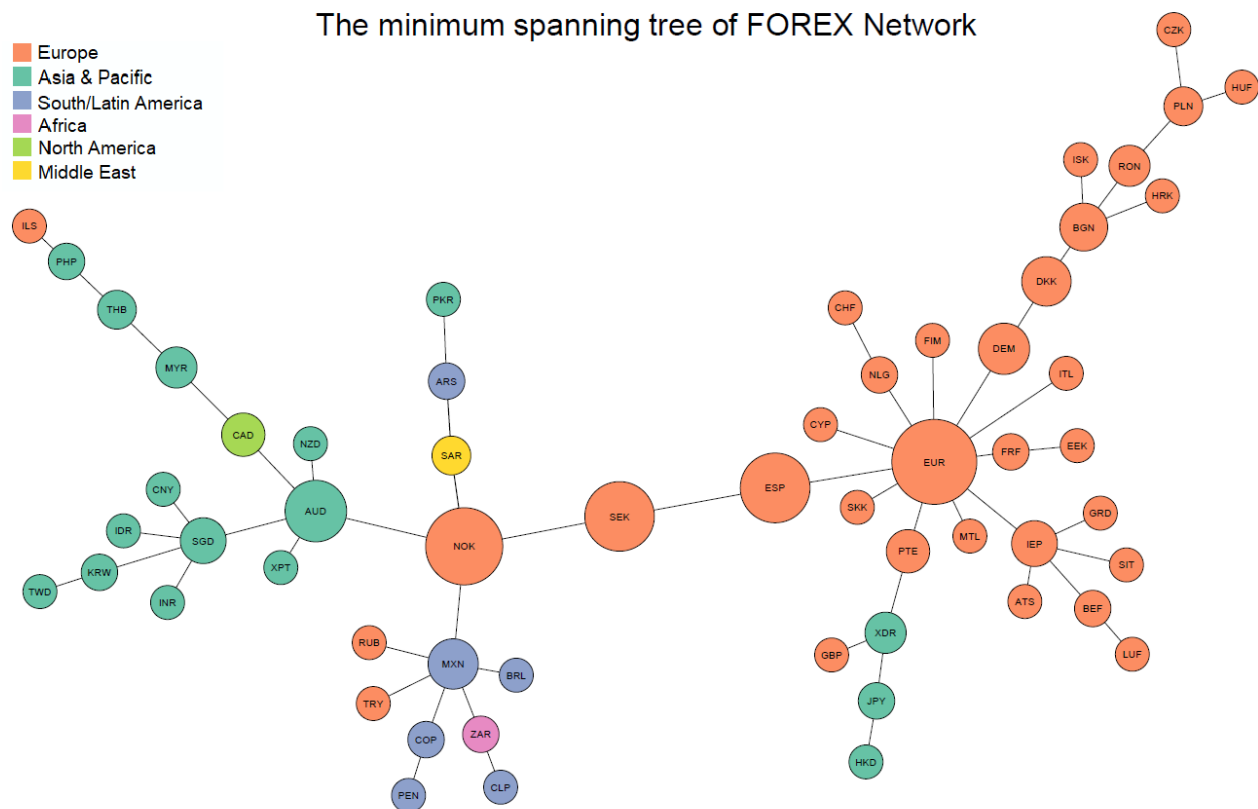 The minimum spanning tree of FOREX Network
Europe
Asia & Pacific
South/Latin America
Africa
North America
Middle East
CZK
HUF
PLN
ISK
RON
HRK
ILS
BGN
PHP
DKK
PKR
THB
CHF
FIM
DEM
MYR
NLG
ITL
ARS
CYP
CAD
NZD
SAR
EUR
FRF
EEK
CNY
ESP
SKK
AUD
SEK
GRD
IDR
SGD
NOK
MTL
IEP
PTE
XPT
SIT
KRW
TWD
INR
ATS
BEF
XDR
RUB
GBP
LUF
MXN
BRL
TRY
JPY
COP
ZAR
HKD
PEN
CLP